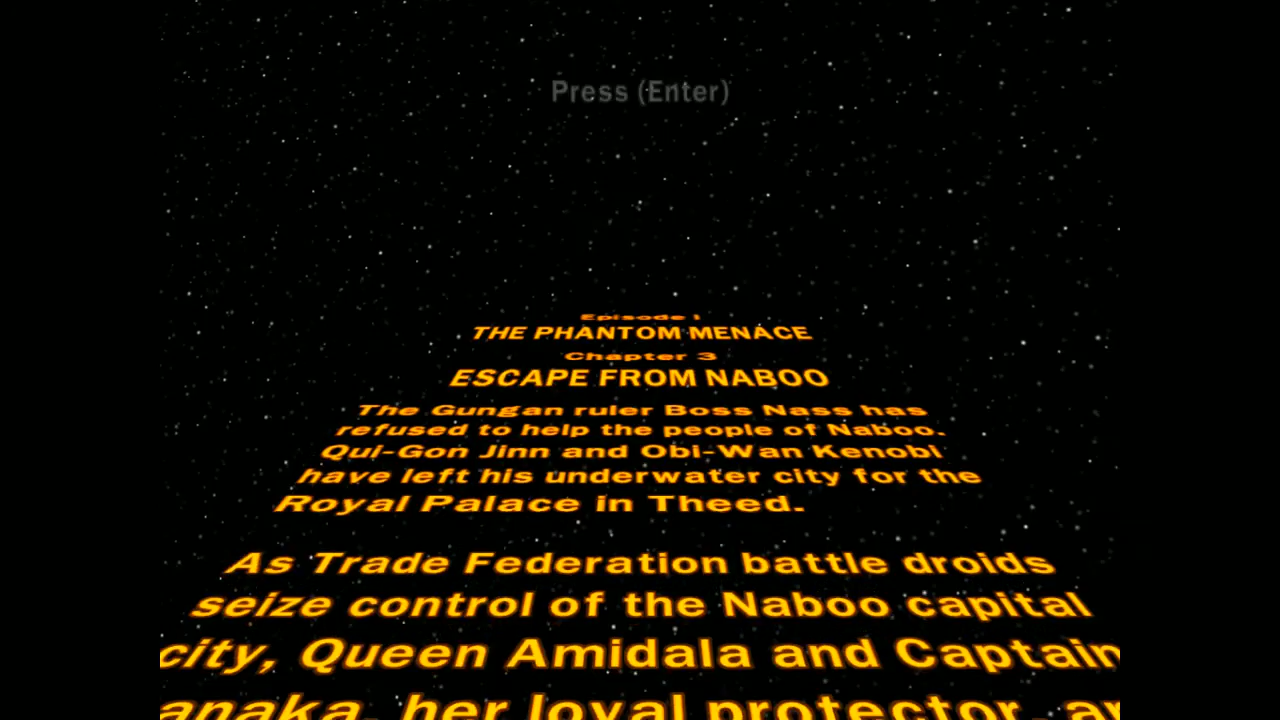 Press (Enter)
Episode I
THE PHANTOM MENACE
Chapter 3
ESCAPE FROM NABOO
The Gungan ruler Boss Nass has
refused to help the people of Naboo.
Qui-Gon Jinn and Obi-Wan Kenobi
have left his underwater city for the
Royal Palace in Theed.
As Trade Federation battle droids
seize control of the Naboo capital
city, Queen Amidala and Captain
anaka, her loyal protector, ar